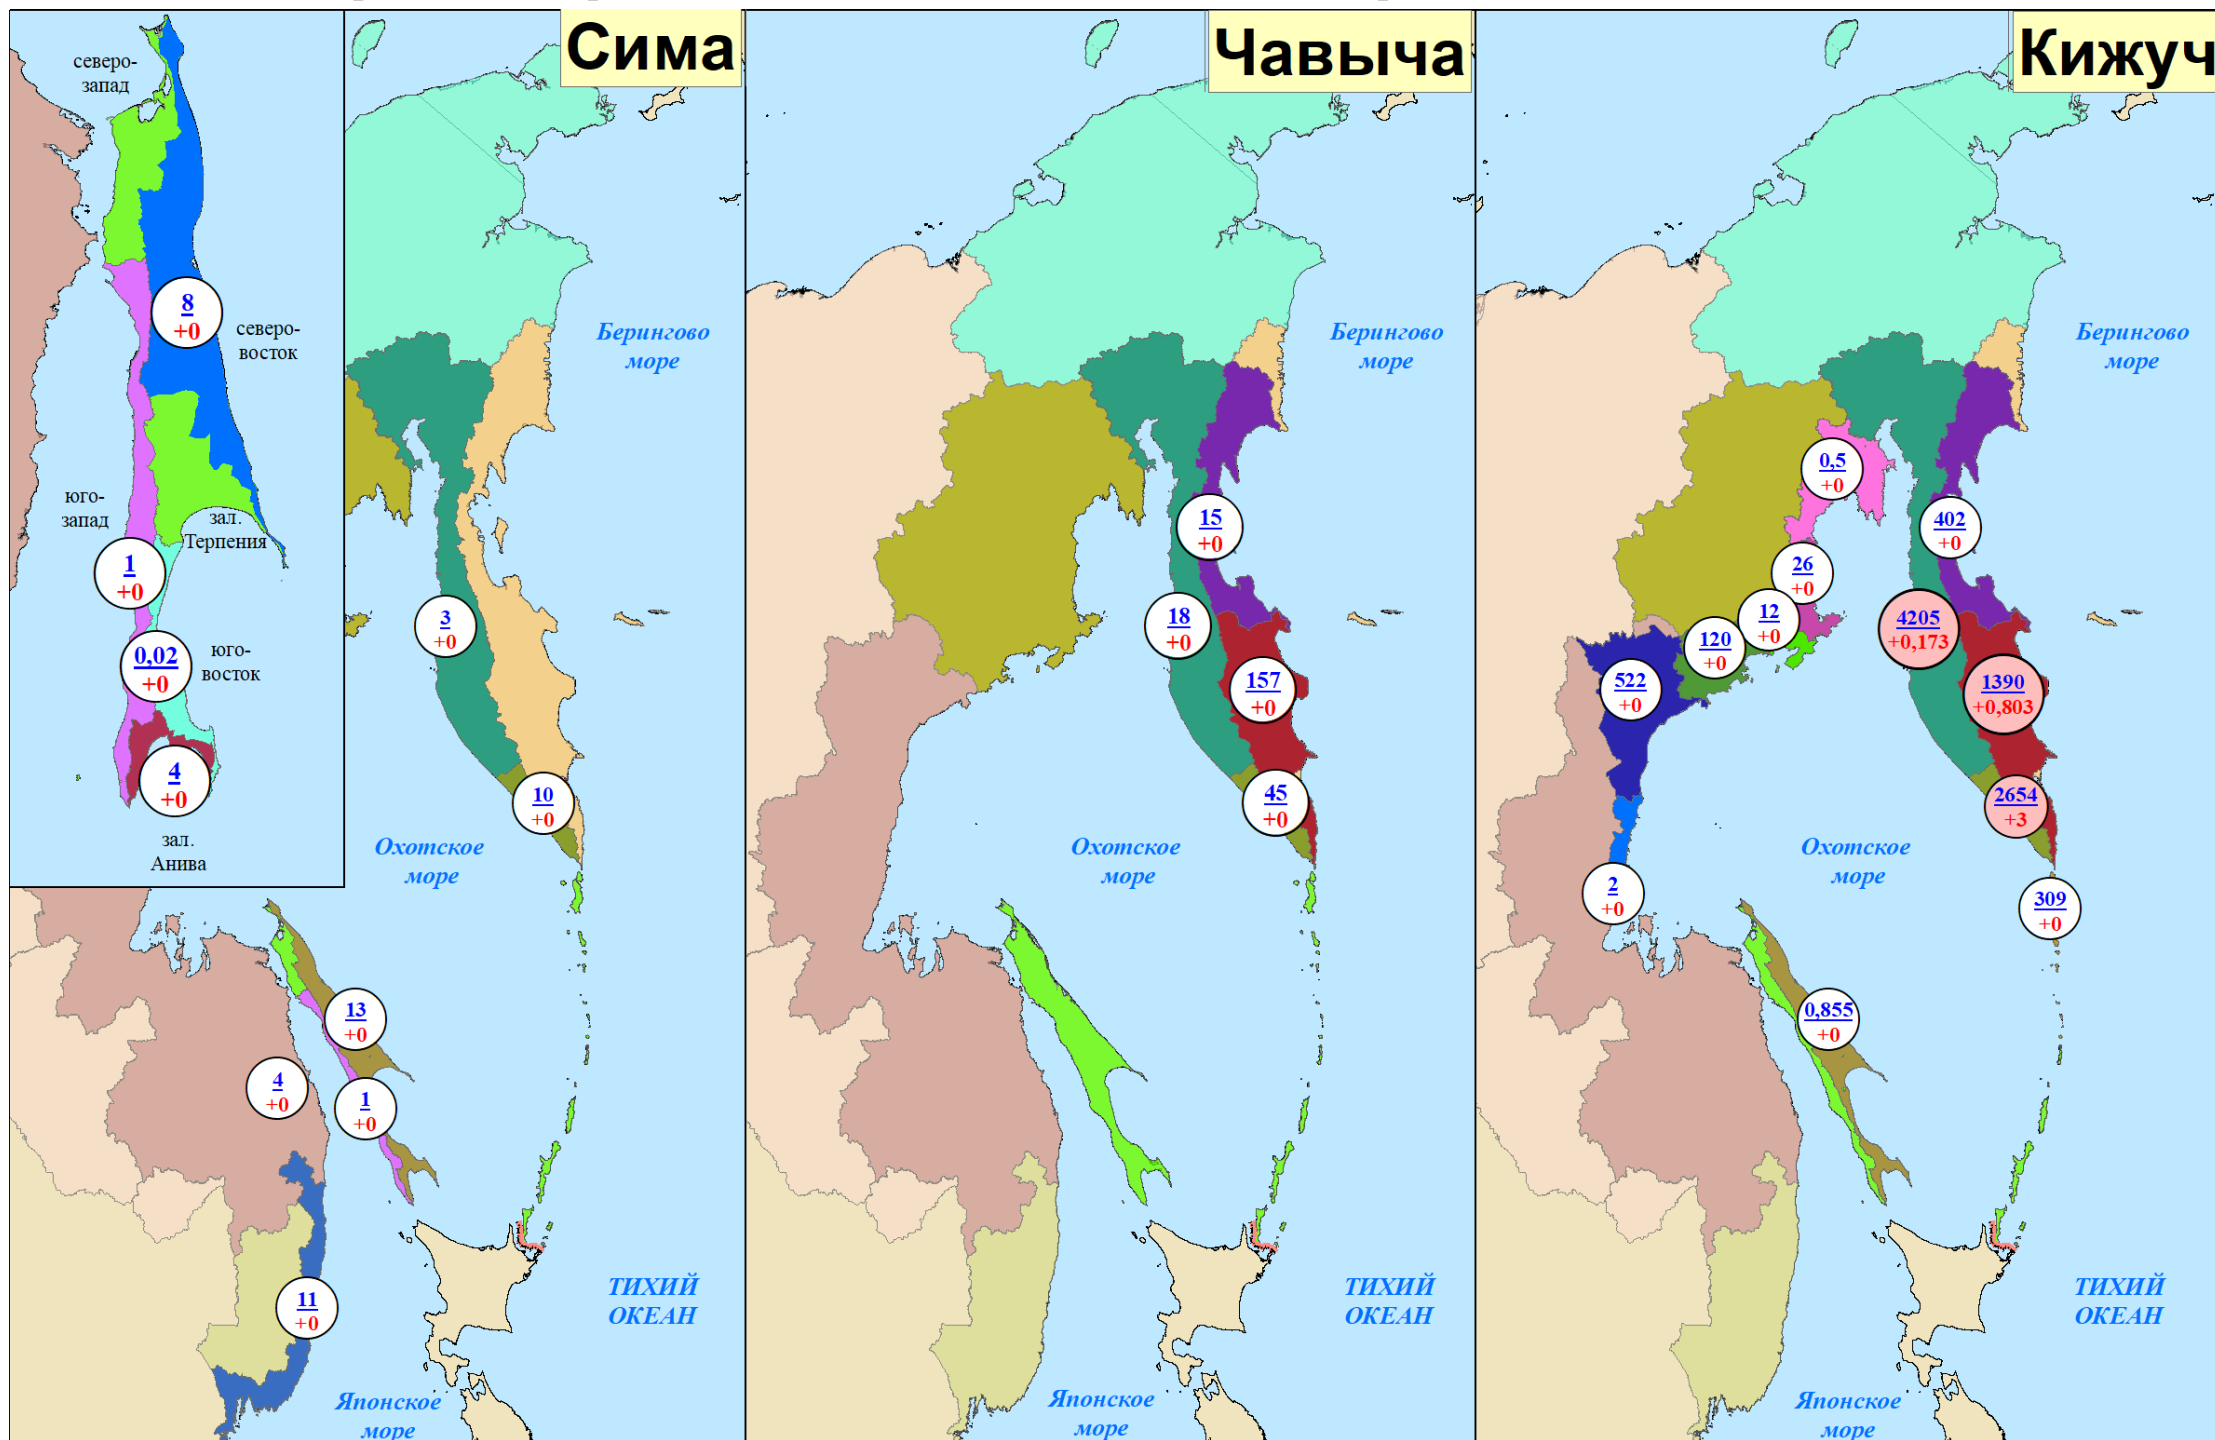 Сима
северо-
запад
8
+0
северо-
восток
юго-
запад
зал.
Терпения
1
+0
0,02
+0
юго-
восток
4
+0
зал.
Анива
Берингово
море
3
+0
10
+0
Охотское
море
13
+0
4
+0
1
+0
11
+0
ТИХИЙ
ОКЕАН
Японское
море
Чавыча
Берингово
море
15
+0
18
+0
157
+0
45
+0
Охотское
море
ТИХИЙ
ОКЕАН
Японское
море
Кижуч
Берингово
море
0,5
+0
402
+0
26
+0
12
+0
120
+0
4205
+0,173
522
+0
1390
+0,803
2654
+3
Охотское
море
2
+0
309
+0
0,855
+0
ТИХИЙ
ОКЕАН
Японское
море